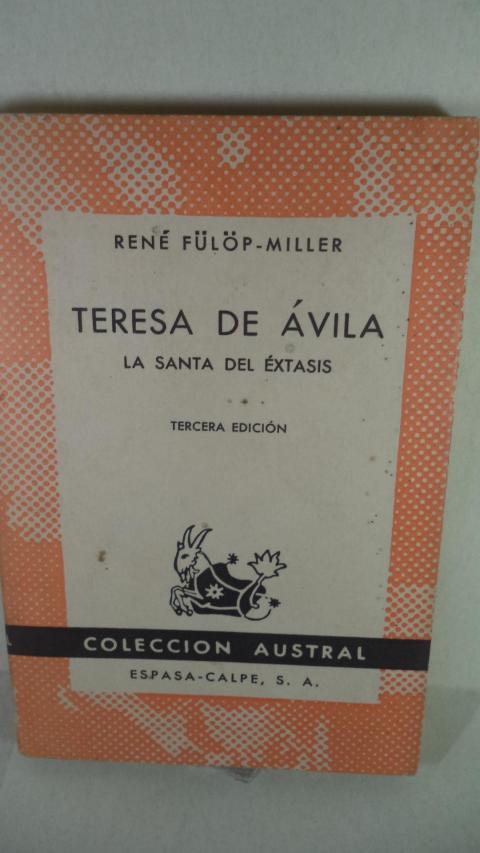 RENÉ FÜLÖP-MILLER
TERESA DE ÁVILA
LA SANTA DEL ÉXTASIS
TERCERA EDICIÓN
COLECCION AUSTRAL
ESPASA-CALPE, S. A.